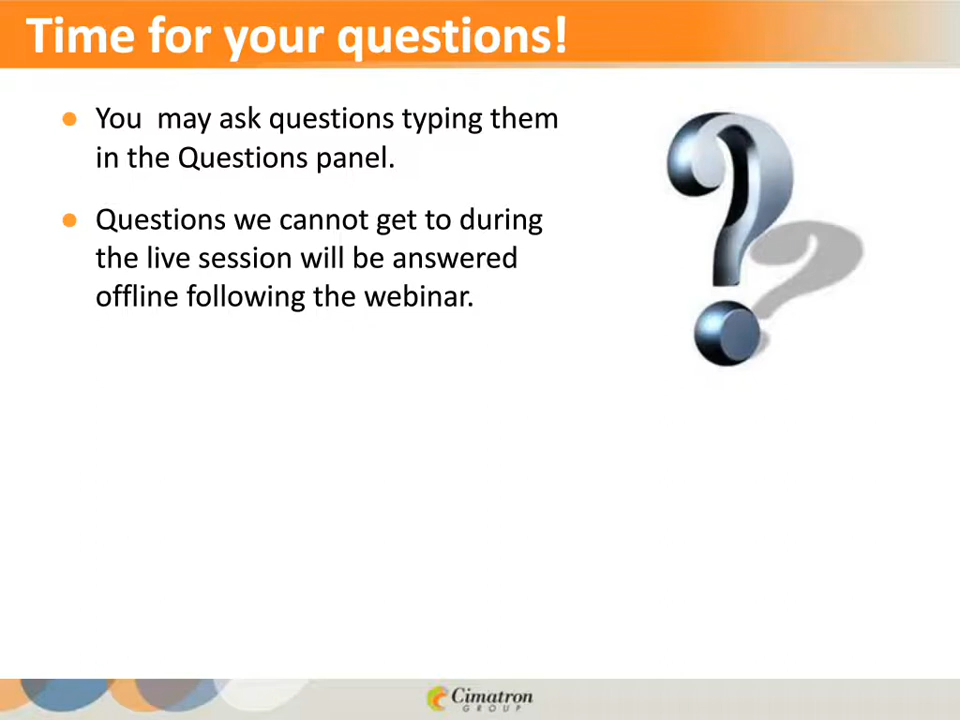 Time for your questions!
You  may ask questions typing them
in the Questions panel.
Questions we cannot get to during
the live session will be answered
offline following the webinar.
Cimatron
GROUP